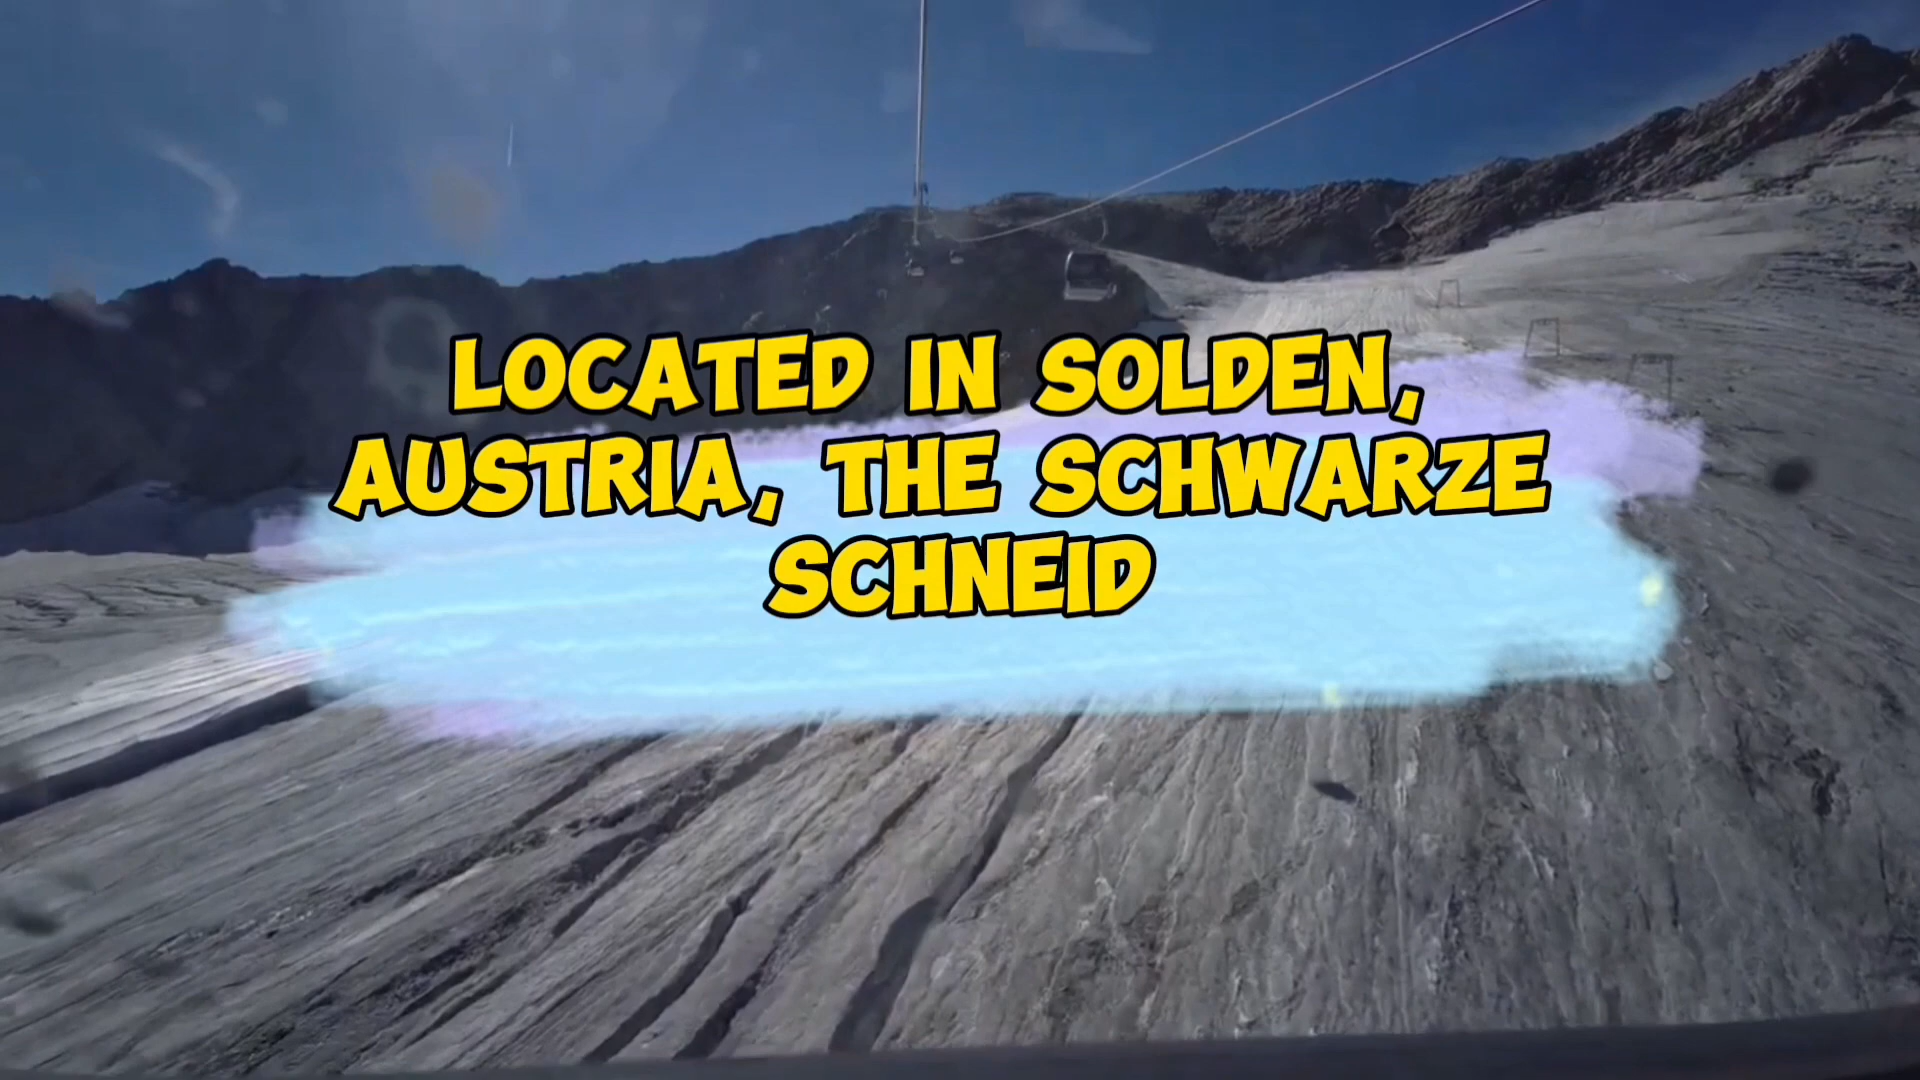 LOCATED IN SOLDEN,
AUSTRIA, THE SCHWARZE
SCHNEID